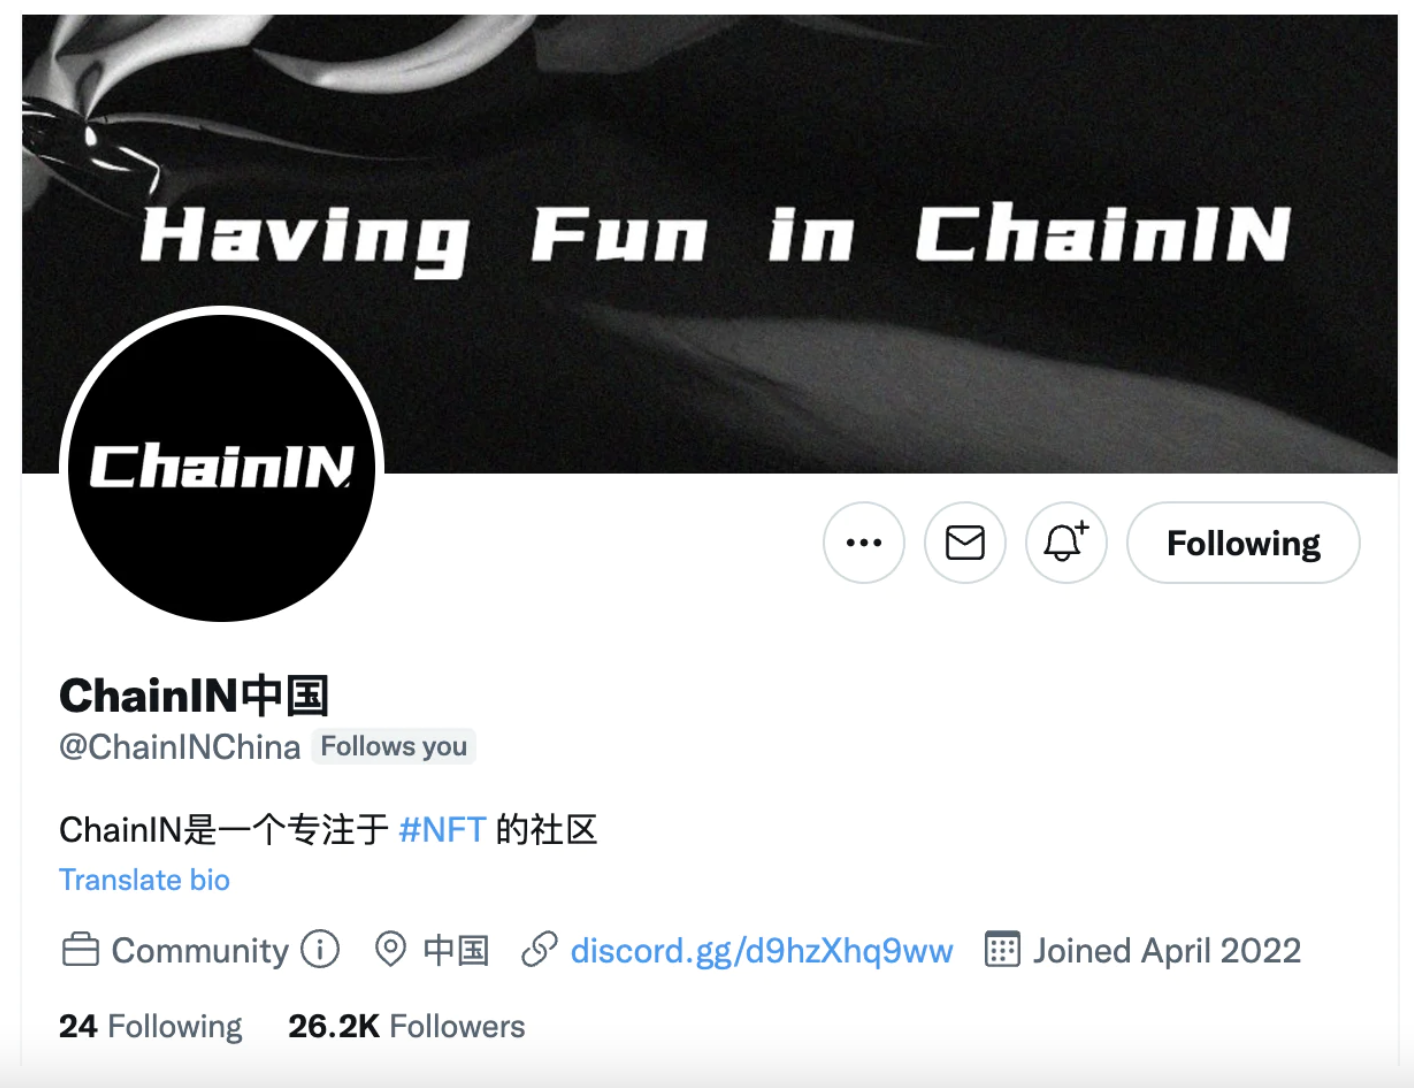 Having Fun in ChainIN
ChainIN
Following
ChainIN中国
@ChainINChina Follows you
ChainIN是一个专注于 #NFT 的社区
Translate bio
Community 中国 discord.gg/d9hzXhq9ww Joined April 2022
24 Following 26.2K Followers